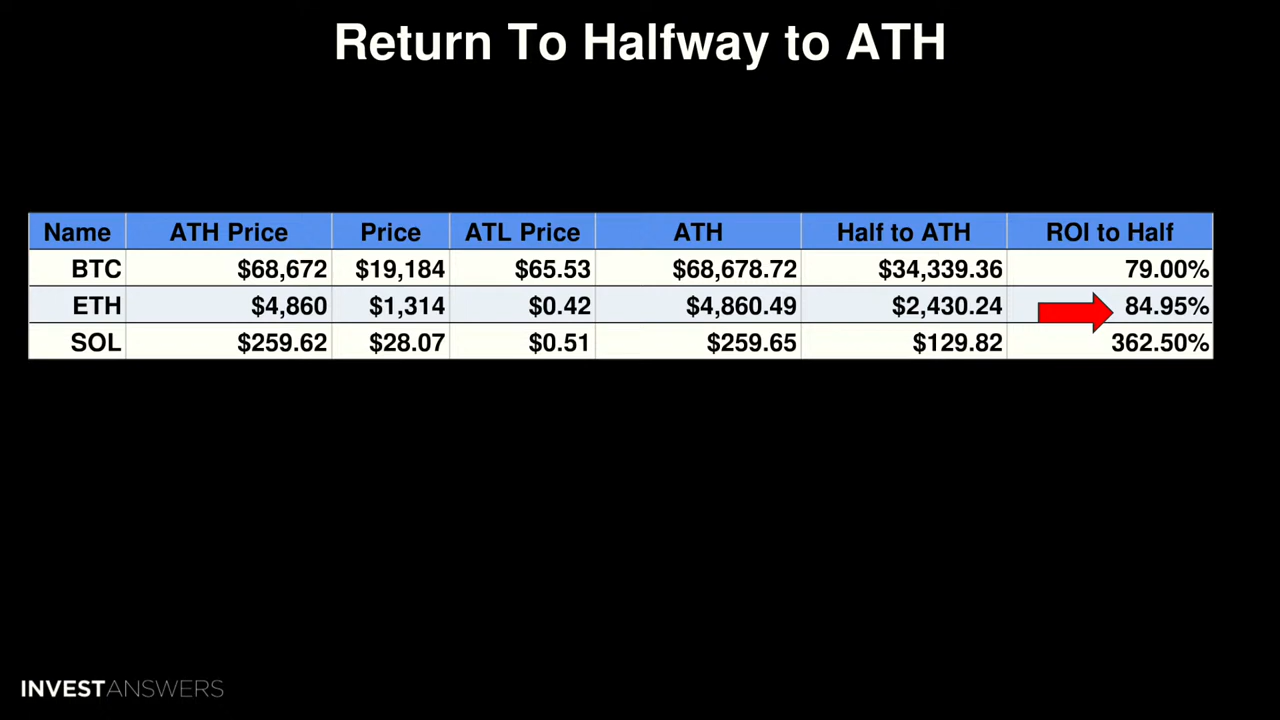 Return To Halfway to ATH
Name ATH Price Price ATL Price ATH Half to ATH ROI to Half
BTC $68,672 $19,184 $65.53 $68,678.72 $34,339.36 79.00%
ETH $4,860 $1,314 $0.42 $4,860.49 $2,430.24 84.95%
SOL $259.62 $28.07 $0.51 $259.65 $129.82 362.50%
INVESTANSWERS